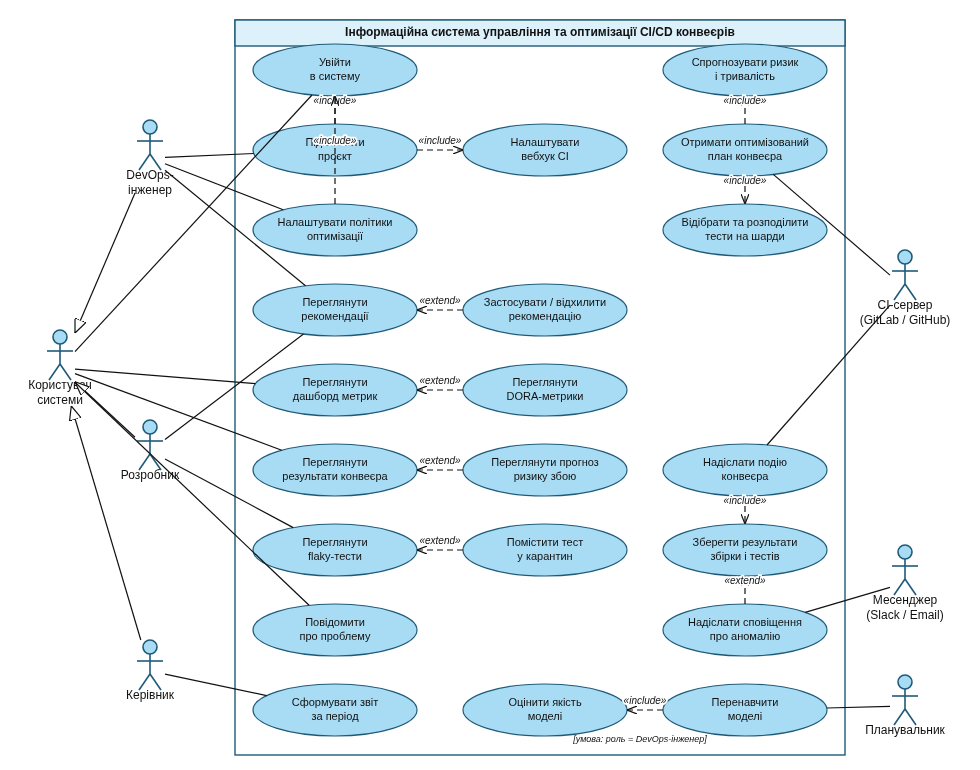 Інформаційна система управління та оптимізації CI/CD конвеєрів
Увійти
в систему
Спрогнозувати ризик
і тривалість
«include»
«include»
DevOps-
інженер
«include»
проєкт
«include»
Налаштувати
вебхук CI
Отримати оптимізований
план конвеєра
«include»
Налаштувати політики
оптимізації
Відібрати та розподілити
тести на шарди
Переглянути
рекомендації
«extend»
Застосувати / відхилити
рекомендацію
CI-сервер
(GitLab / GitHub)
Користувач
системи
Переглянути
дашборд метрик
«extend»
Переглянути
DORA-метрики
Розробник
Переглянути
результати конвеєра
«extend»
Переглянути прогноз
ризику збою
Надіслати подію
конвеєра
«include»
Переглянути
flaky-тести
«extend»
Помістити тест
у карантин
Зберегти результати
збірки і тестів
«extend»
Повідомити
про проблему
Надіслати сповіщення
про аномалію
Месенджер
(Slack / Email)
Керівник
Сформувати звіт
за період
Оцінити якість
моделі
«include»
Перенавчити
моделі
Планувальник
[умова: роль = DevOps-інженер]